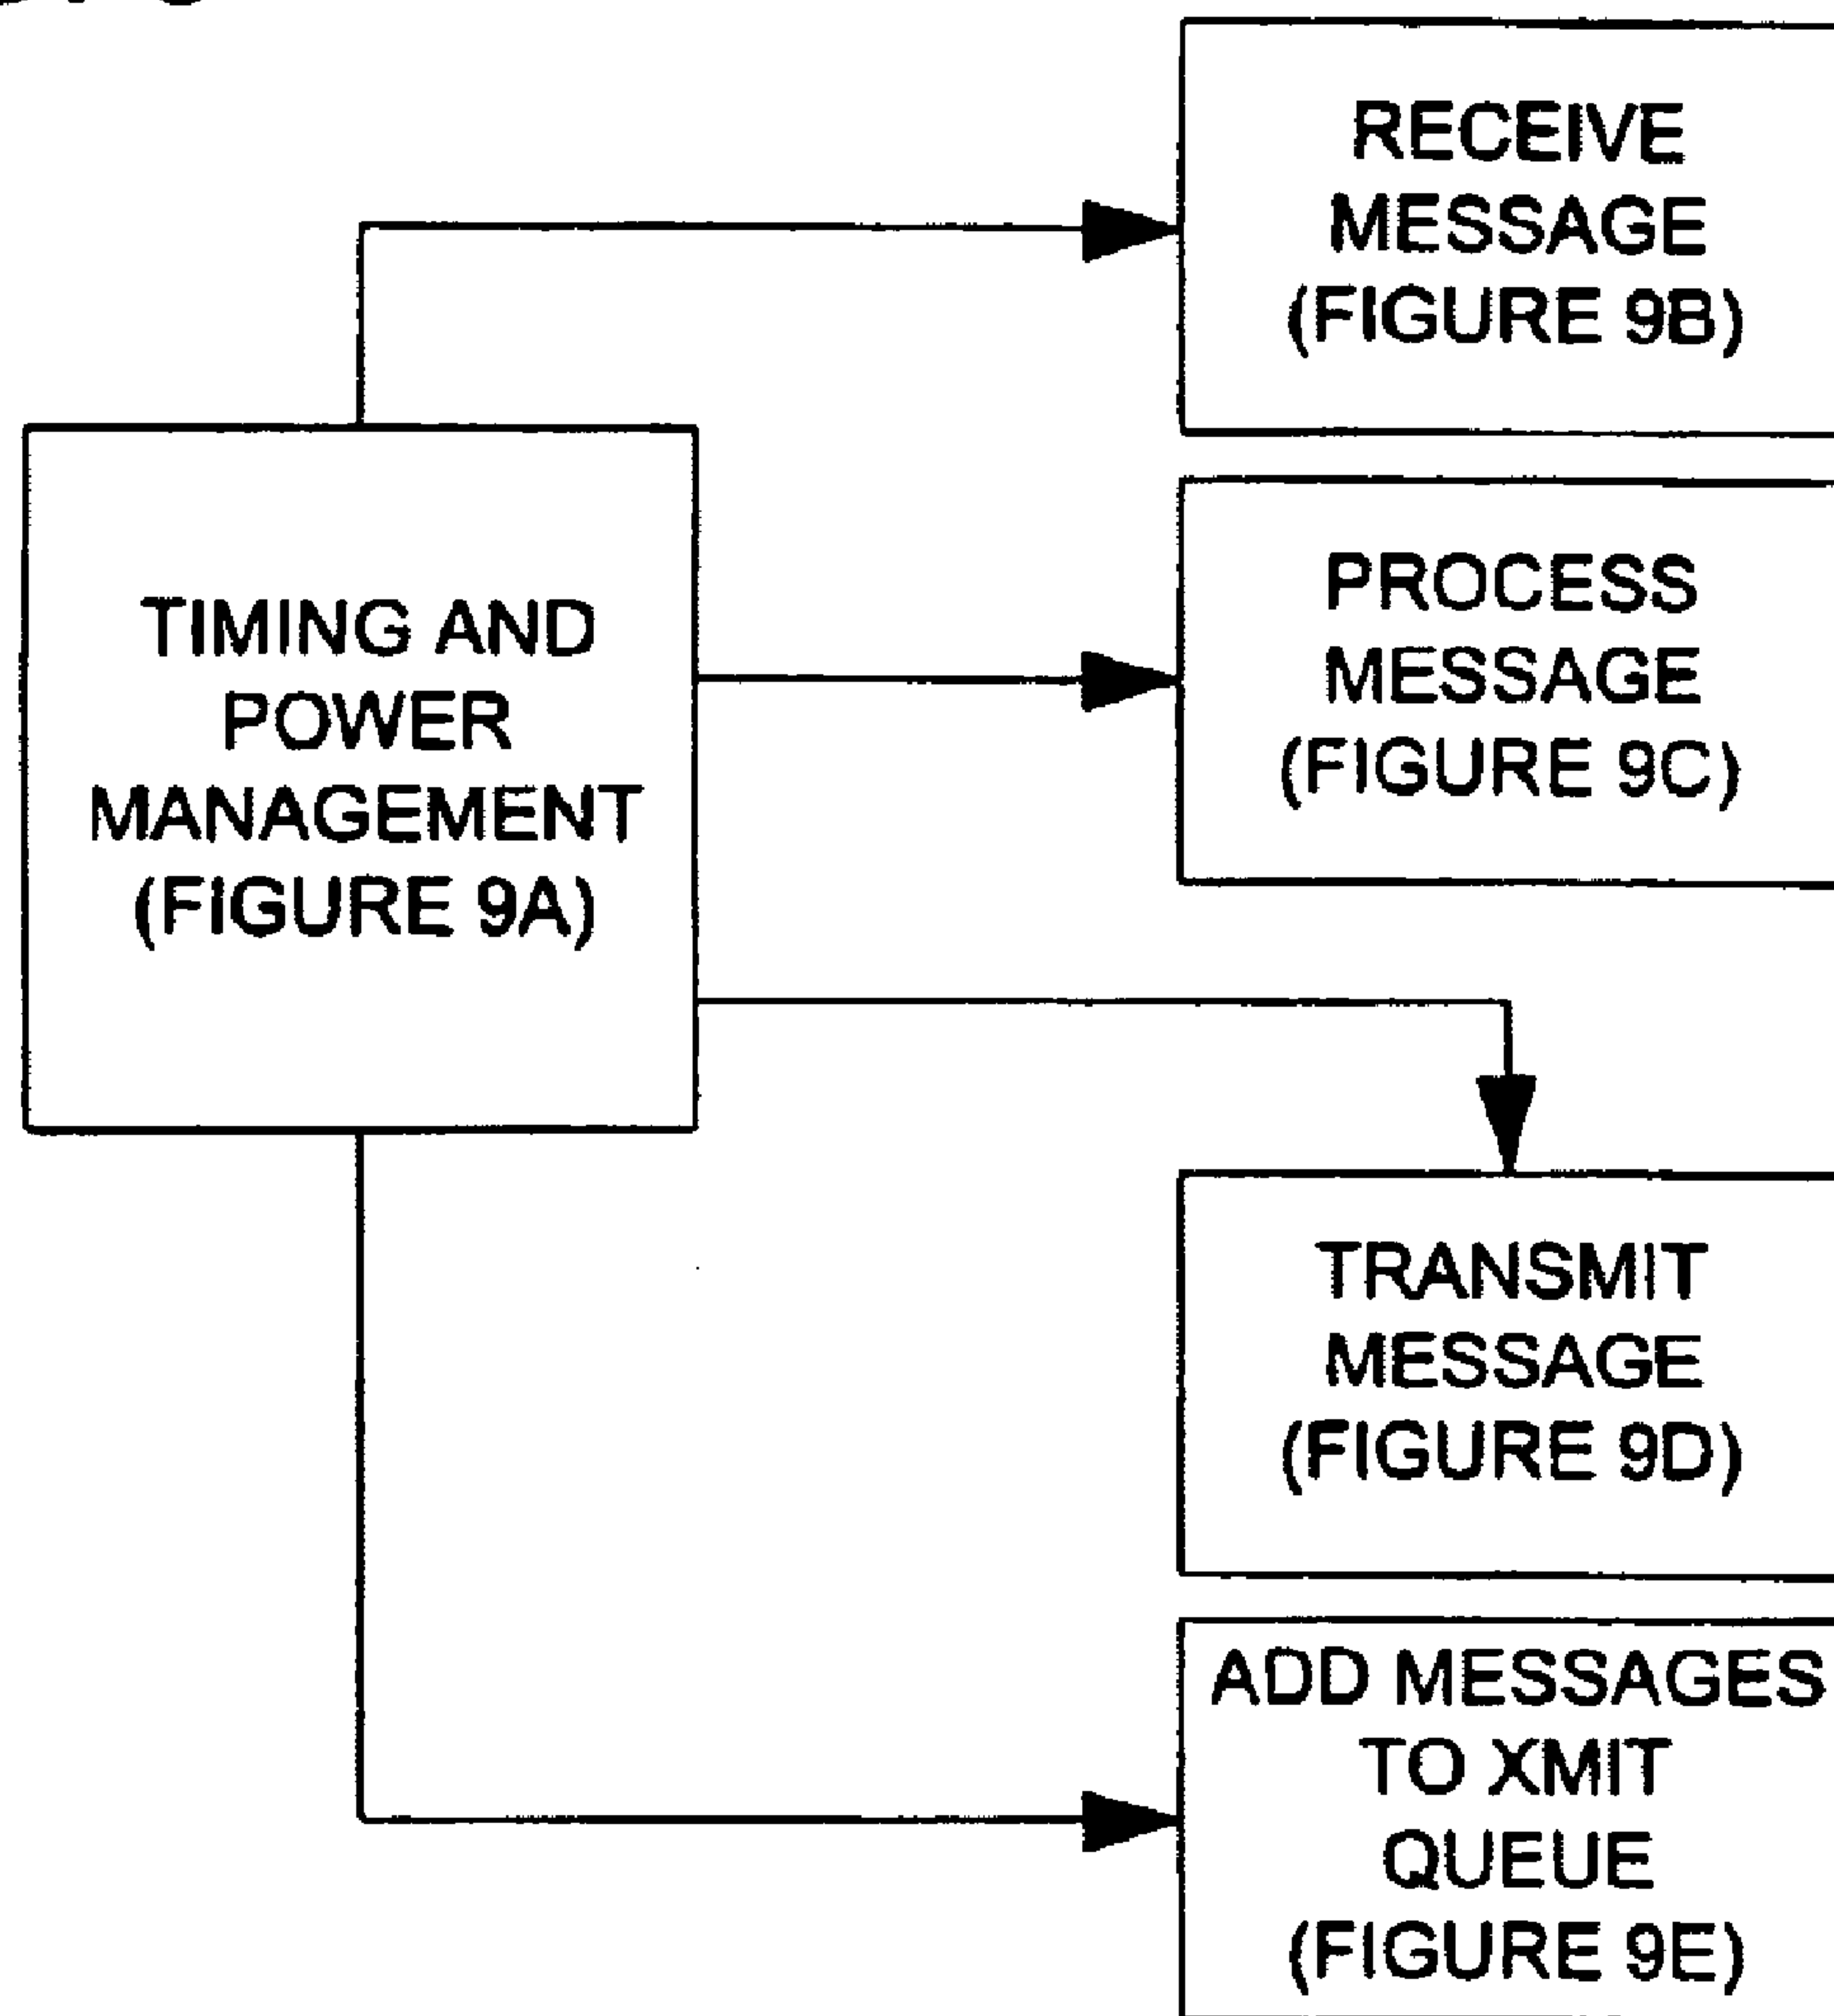 RECEIVE
MESSAGE
(FIGURE 9B)
PROCESS
MESSAGE
(FIGURE 9C)
TIMING AND
POWER
MANAGEMENT
(FIGURE 9A)
TRANSMIT
MESSAGE
(FIGURE 9D)
ADD MESSAGES
TO XMIT
QUEUE
(FIGURE 9E)